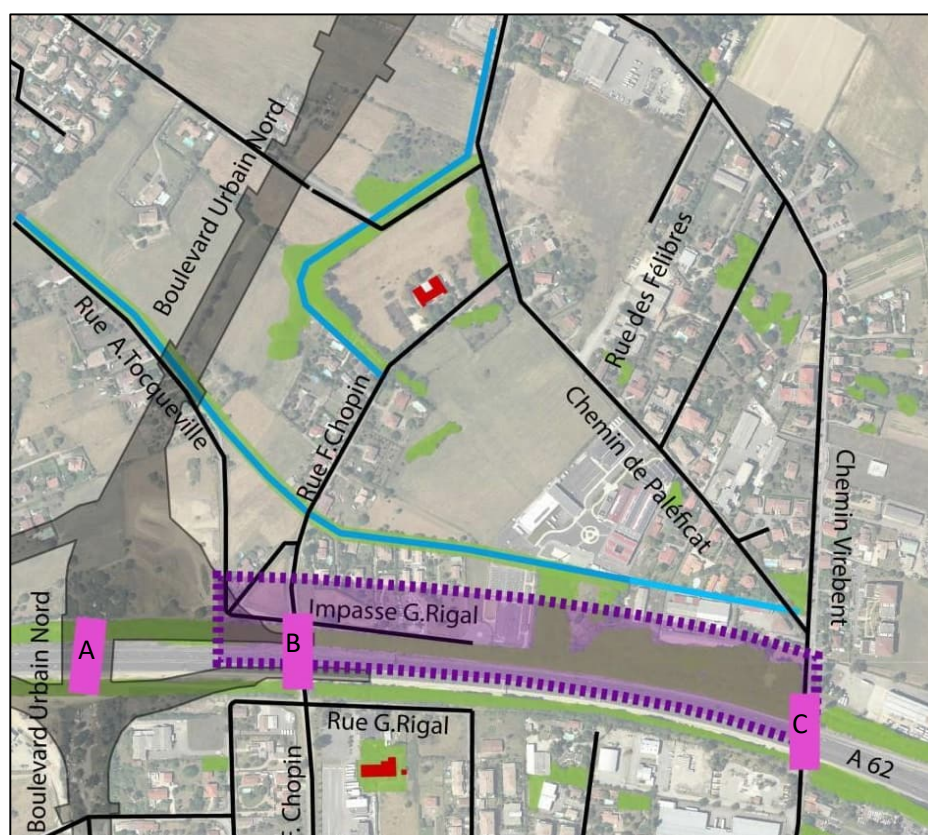 Boulevard Urbain Nord
Rue A.Tocqueville
Rue F.Chopin
Rue des Félibres
Chemin de Paléficat
Chemin Virebent
Impasse G.Rigal
A
B
C
Boulevard Urbain Nord
Rue G.Rigal
F. Chopin
A 62